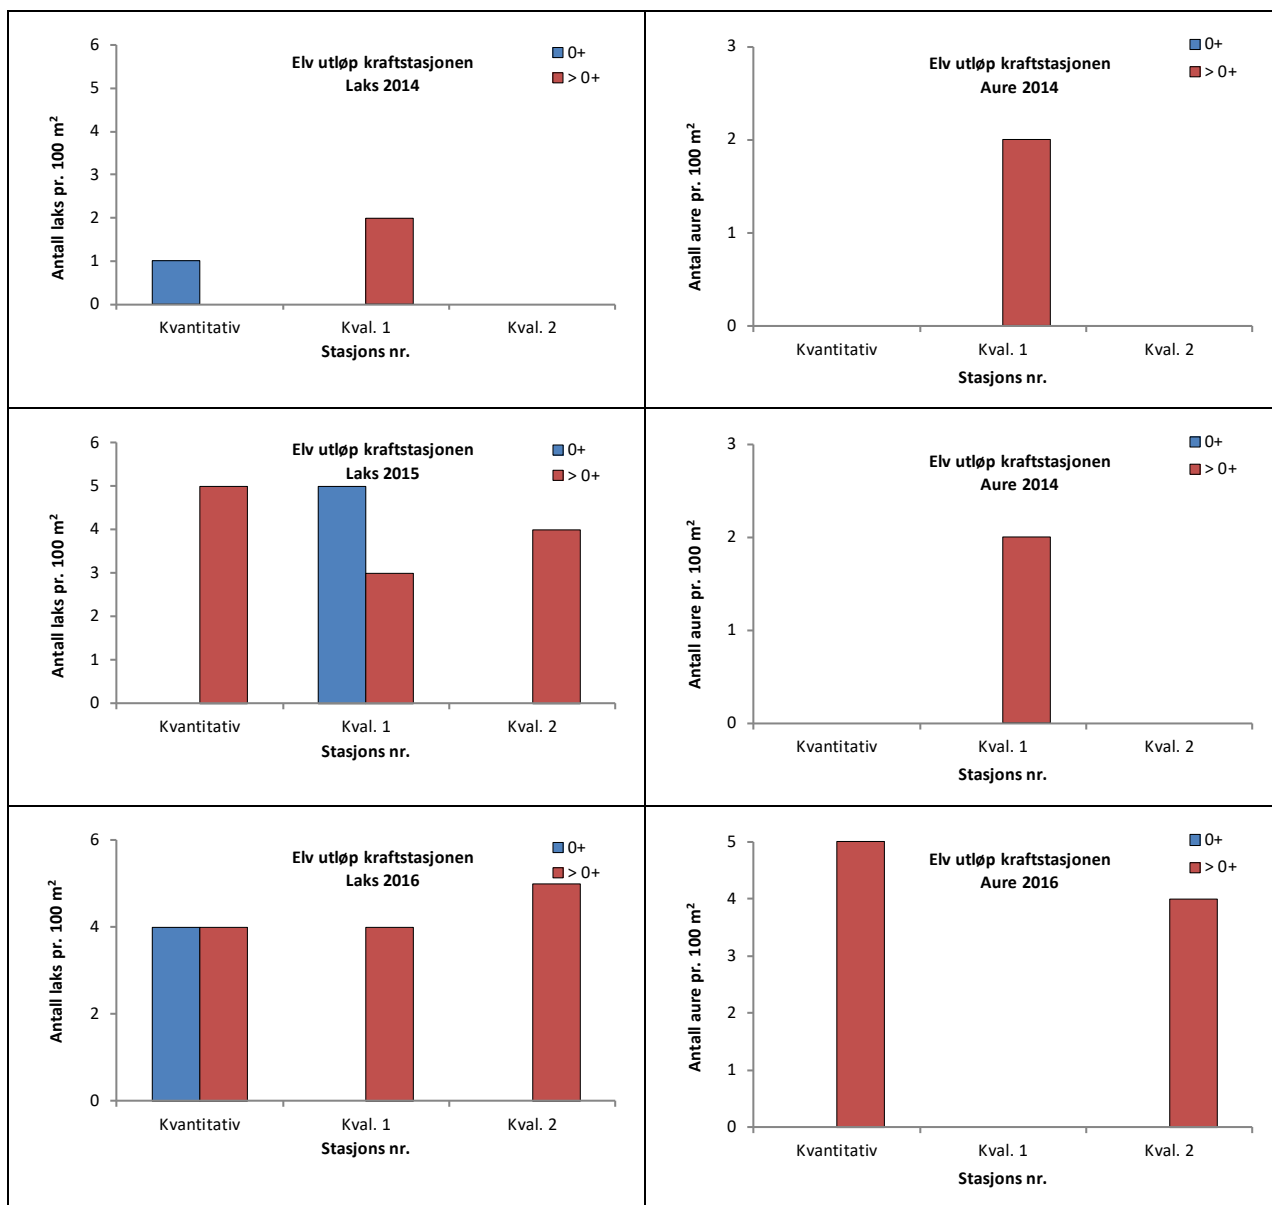 Elv utløp kraftstasjonen
Laks 2014
0+
> 0+
Antall laks pr. 100 m²
6
5
4
3
2
1
0
Kvantitativ Kval. 1 Kval. 2
Stasjons nr.
Elv utløp kraftstasjonen
Aure 2014
0+
> 0+
Antall aure pr. 100 m²
3
2
1
0
Kvantitativ Kval. 1 Kval. 2
Stasjons nr.
Elv utløp kraftstasjonen
Laks 2015
0+
> 0+
Antall laks pr. 100 m²
6
5
4
3
2
1
0
Kvantitativ Kval. 1 Kval. 2
Stasjons nr.
Elv utløp kraftstasjonen
Aure 2014
0+
> 0+
Antall aure pr. 100 m²
3
2
1
0
Kvantitativ Kval. 1 Kval. 2
Stasjons nr.
Elv utløp kraftstasjonen
Laks 2016
0+
> 0+
Antall laks pr. 100 m²
6
4
2
0
Kvantitativ Kval. 1 Kval. 2
Stasjons nr.
Elv utløp kraftstasjonen
Aure 2016
0+
> 0+
Antall aure pr. 100 m²
5
4
3
2
1
0
Kvantitativ Kval. 1 Kval. 2
Stasjons nr.